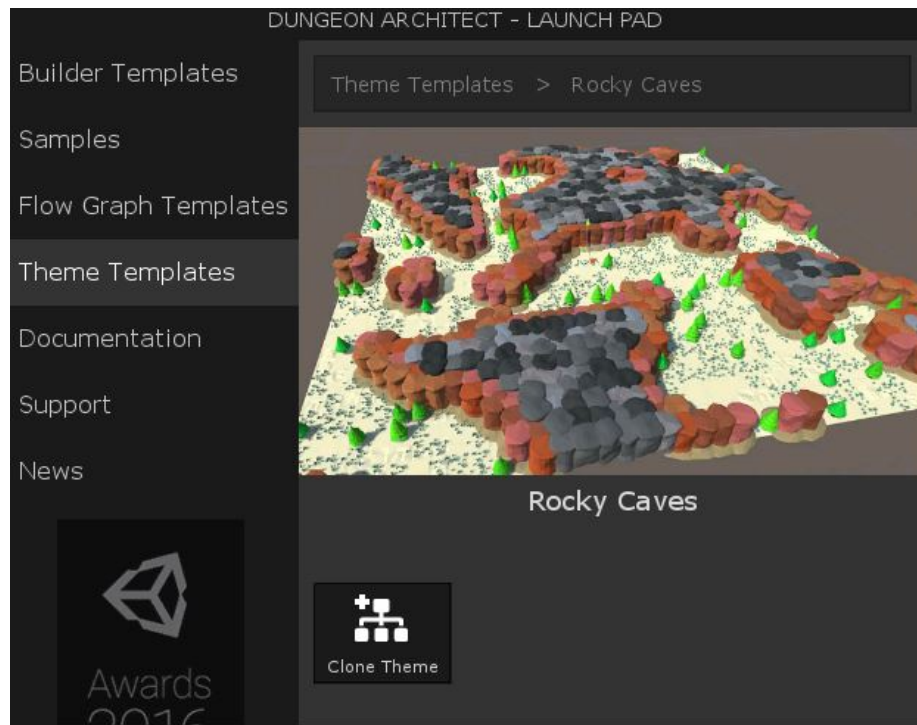 DUNGEON ARCHITECT - LAUNCH PAD
Builder Templates
Samples
Flow Graph Templates
Theme Templates
Documentation
Support
News
Awards
2016
Theme Templates > Rocky Caves
Rocky Caves
Clone Theme